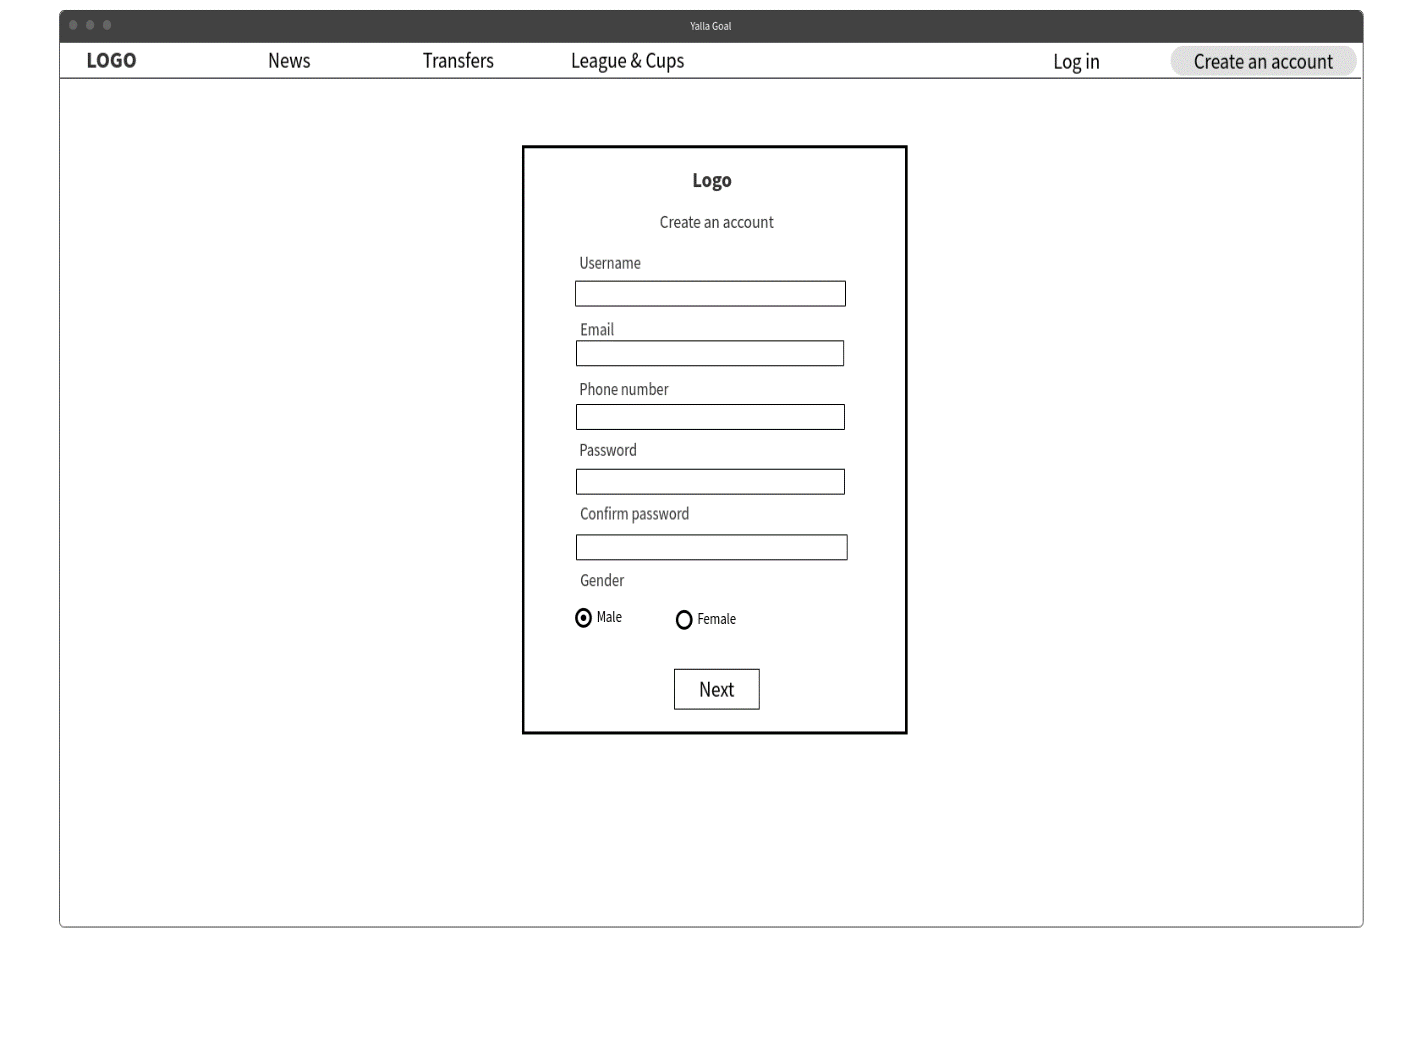 Yalla Goal
LOGO News Transfers League & Cups Log in Create an account
Logo
Create an account
Username
Email
Phone number
Password
Confirm password
Gender
Male Female
Next